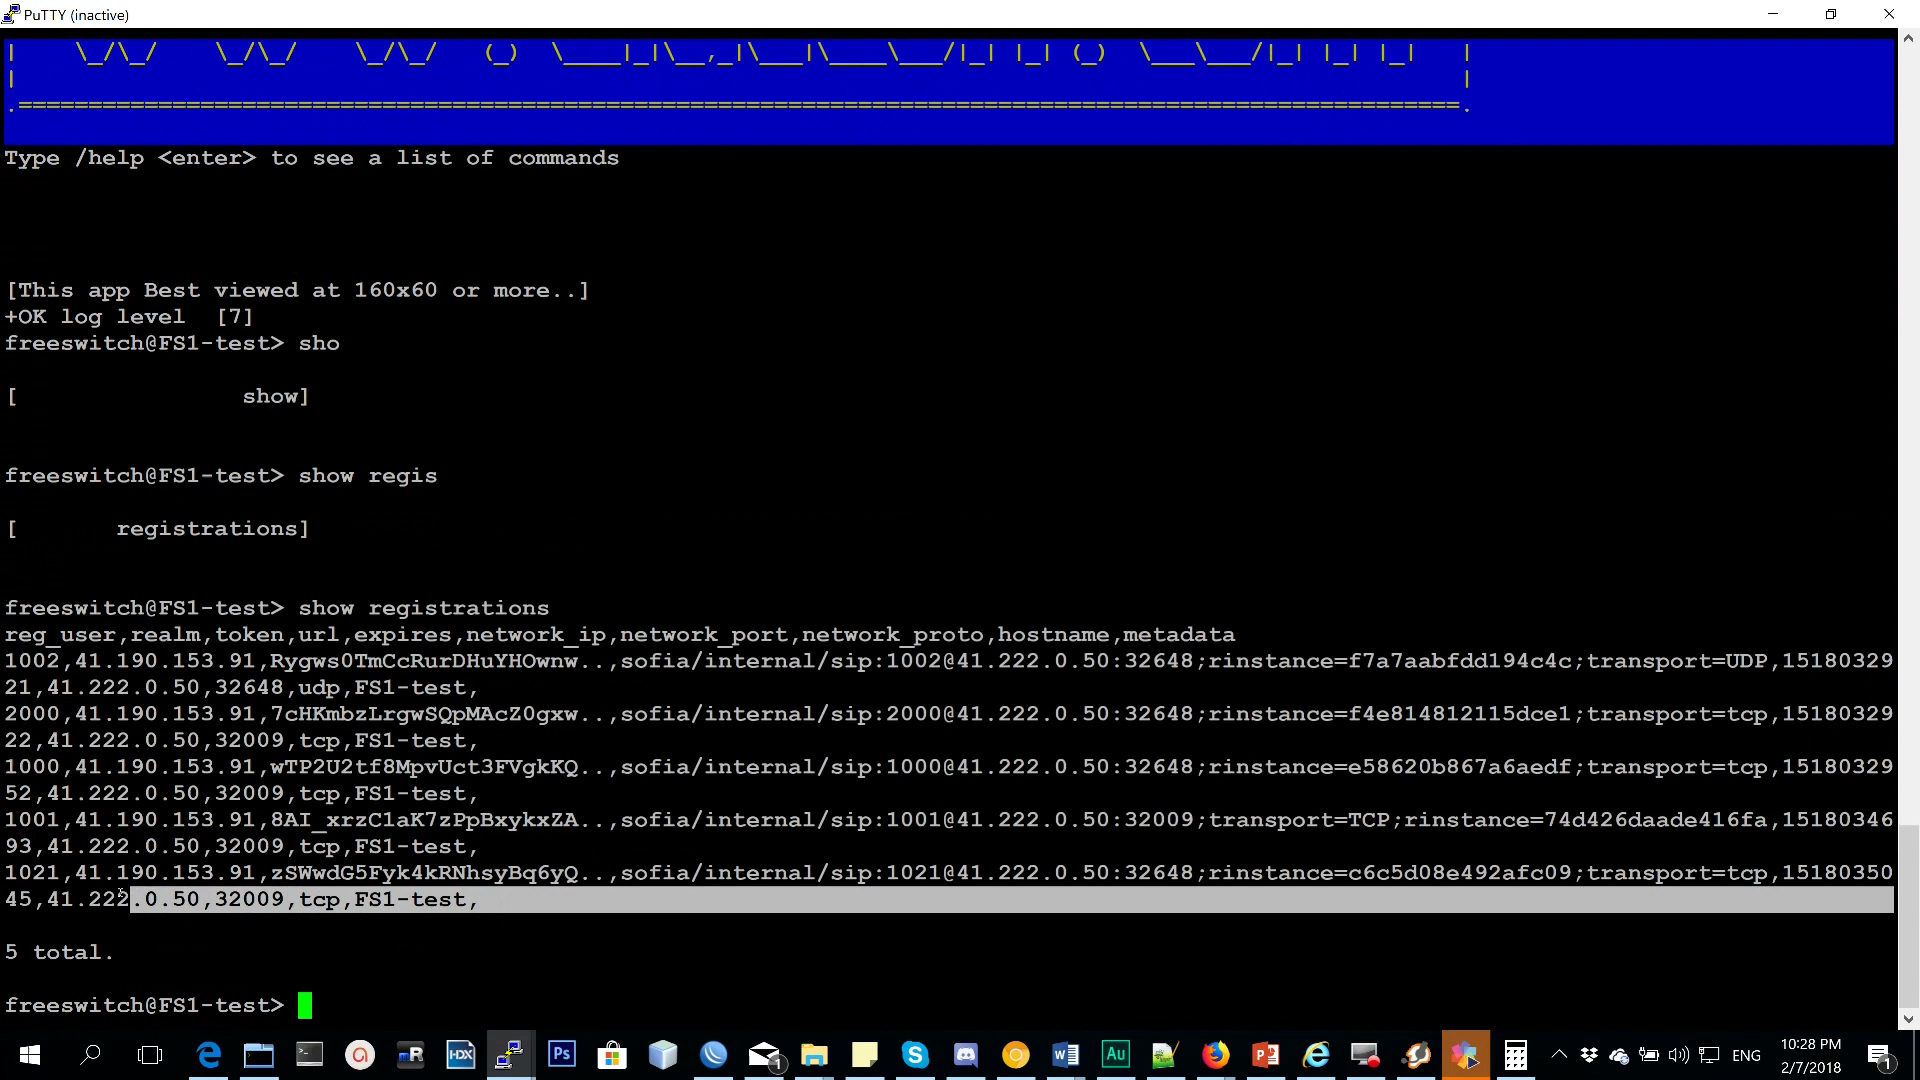 PuTTY (inactive)
|    \_/\_/    \_/\_/    \_/\_/   (_)  \____|_|\__,_|\___|\____\___/|_| |_| (_)  \___\___/|_| |_| |_|   |
|                                                                                                       |
.=======================================================================================================.
Type /help <enter> to see a list of commands
[This app Best viewed at 160x60 or more..]
+OK log level  [7]
freeswitch@FS1-test> sho
[                show]
freeswitch@FS1-test> show regis
[       registrations]
freeswitch@FS1-test> show registrations
reg_user,realm,token,url,expires,network_ip,network_port,network_proto,hostname,metadata
1002,41.190.153.91,Rygws0TmCcRurDHuYHOwnw..,sofia/internal/sip:1002@41.222.0.50:32648;rinstance=f7a7aabfdd194c4c;transport=UDP,15180329
21,41.222.0.50,32648,udp,FS1-test,
2000,41.190.153.91,7cHKmbzLrgwSQpMAcZ0gxw..,sofia/internal/sip:2000@41.222.0.50:32648;rinstance=f4e814812115dce1;transport=tcp,15180329
22,41.222.0.50,32009,tcp,FS1-test,
1000,41.190.153.91,wTP2U2tf8MpvUct3FVgkKQ..,sofia/internal/sip:1000@41.222.0.50:32648;rinstance=e58620b867a6aedf;transport=tcp,15180329
52,41.222.0.50,32009,tcp,FS1-test,
1001,41.190.153.91,8AI_xrzC1aK7zPpBxykxZA..,sofia/internal/sip:1001@41.222.0.50:32009;transport=TCP;rinstance=74d426daade416fa,15180346
93,41.222.0.50,32009,tcp,FS1-test,
1021,41.190.153.91,zSWwdG5Fyk4kRNhsyBq6yQ..,sofia/internal/sip:1021@41.222.0.50:32648;rinstance=c6c5d08e492afc09;transport=tcp,15180350
45,41.222.0.50,32009,tcp,FS1-test,
5 total.
freeswitch@FS1-test>
a mR HDX Ps 1 S W Au P ENG 10:28 PM 1
2/7/2018